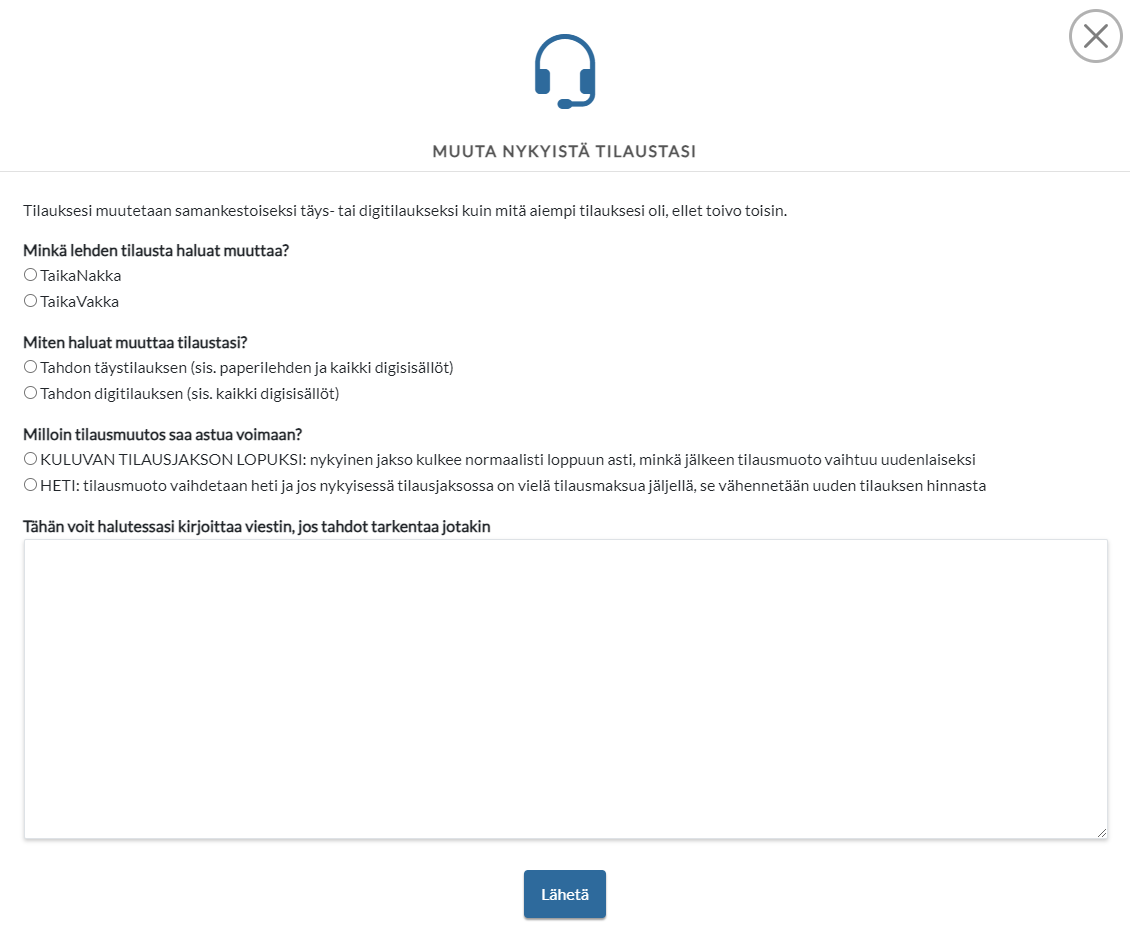 MUUTA NYKYISTÄ TILAUSTASI
Tilauksesi muutetaan samankestoiseksi täys- tai digitilaukseksi kuin mitä aiempi tilauksesi oli, ellet toivo toisin.
Minkä lehden tilausta haluat muuttaa?
TaikaNakka
TaikaVakka
Miten haluat muuttaa tilaustasi?
Tahdon täystilauksen (sis. paperilehden ja kaikki digisisällöt)
Tahdon digitilauksen (sis. kaikki digisisällöt)
Milloin tilausmuutos saa astua voimaan?
KULUVAN TILAUSJAKSON LOPUKSI: nykyinen jakso kulkee normaalisti loppuun asti, minkä jälkeen tilausmuoto vaihtuu uudenlaiseksi
HETI: tilausmuoto vaihdetaan heti ja jos nykyisessä tilausjaksossa on vielä tilausmaksua jäljellä, se vähennetään uuden tilauksen hinnasta
Tähän voit halutessasi kirjoittaa viestin, jos tahdot tarkentaa jotakin
Lähetä